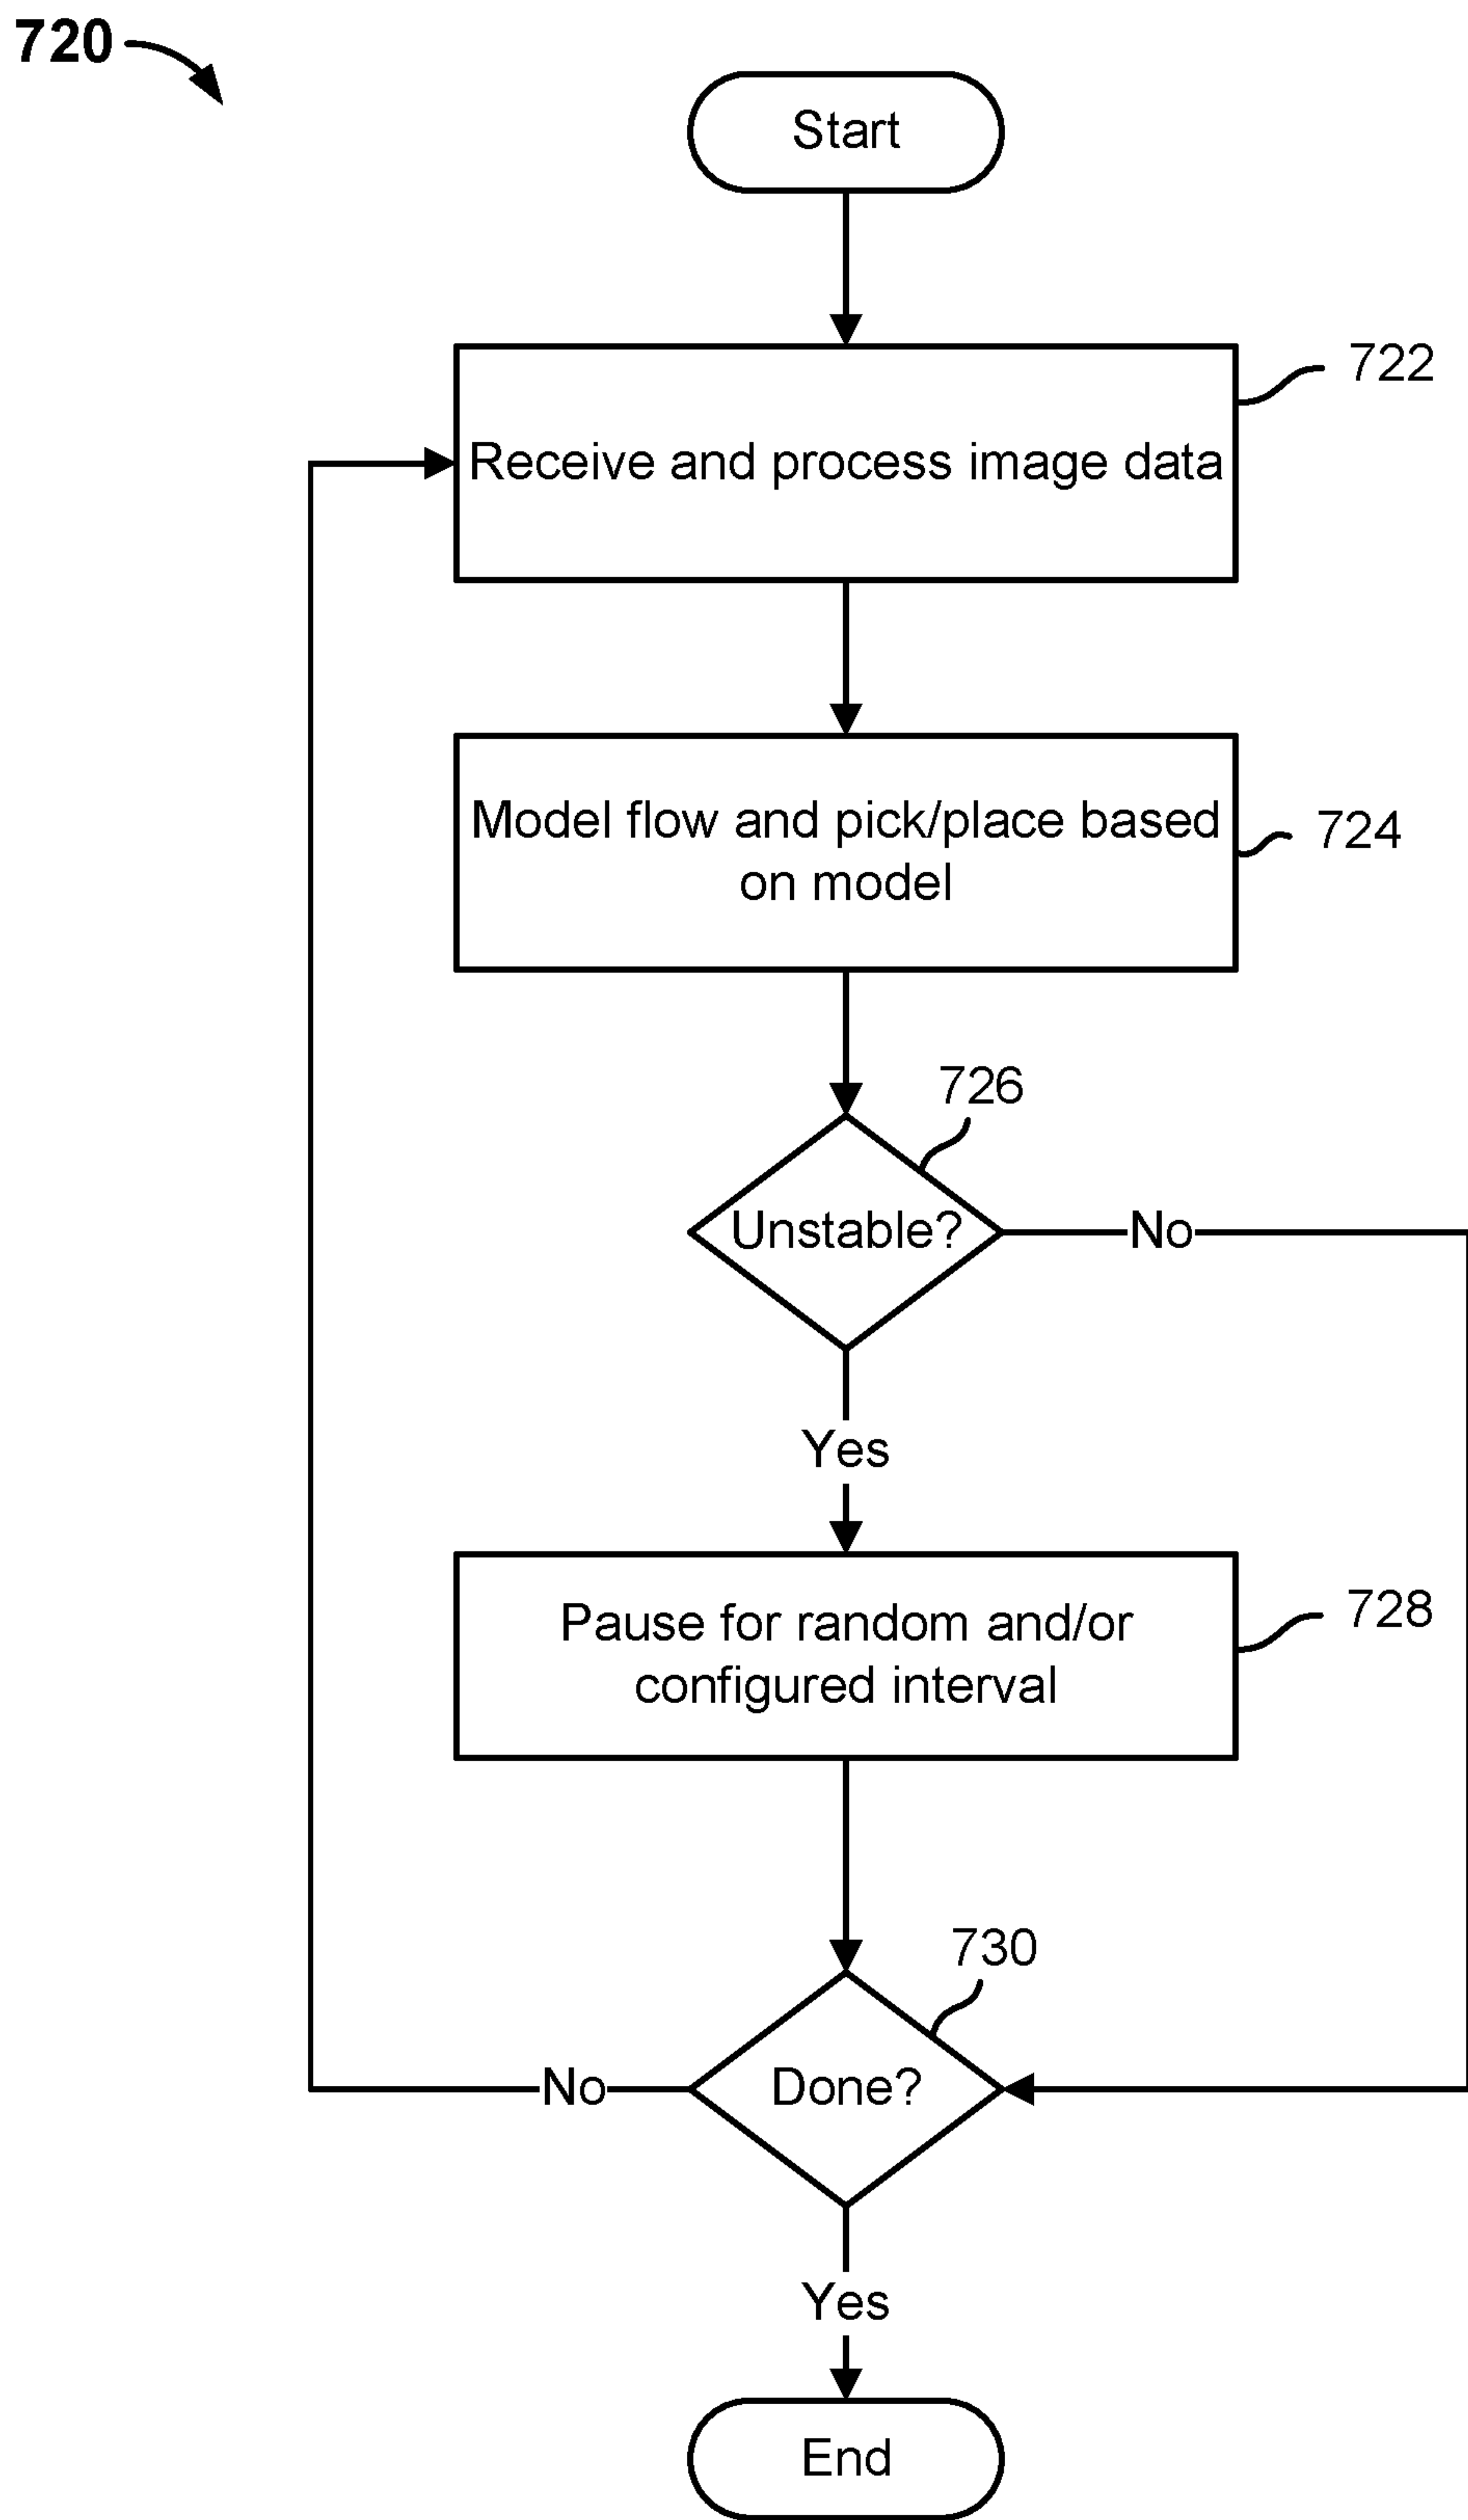 720
Start
722
Receive and process image data
Model flow and pick/place based
on model
724
726
Unstable?
No
Yes
Pause for random and/or
configured interval
728
730
No
Done?
Yes
End